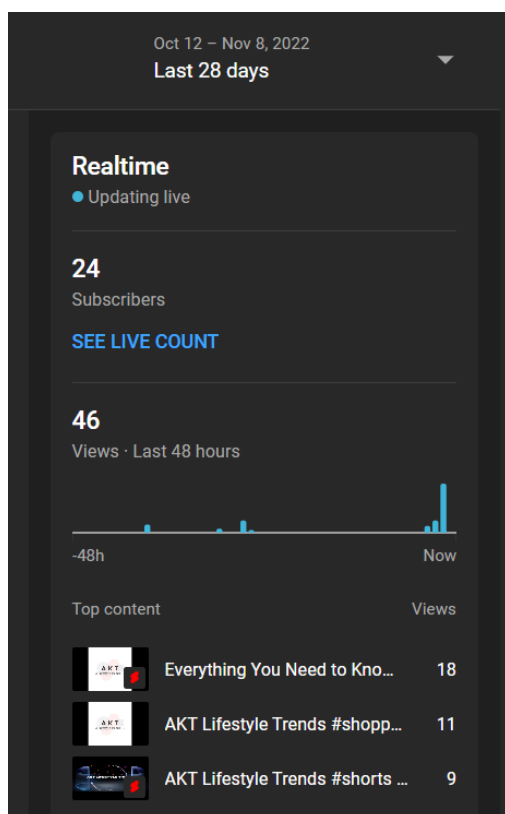 Oct 12 – Nov 8, 2022
Last 28 days
Realtime
Updating live
24
Subscribers
SEE LIVE COUNT
46
Views · Last 48 hours
-48h Now
Top content Views
AKT
Everything You Need to Kno... 18
AKT
AKT Lifestyle Trends #shopp... 11
AKT Lifestyle Trends #shorts ... 9